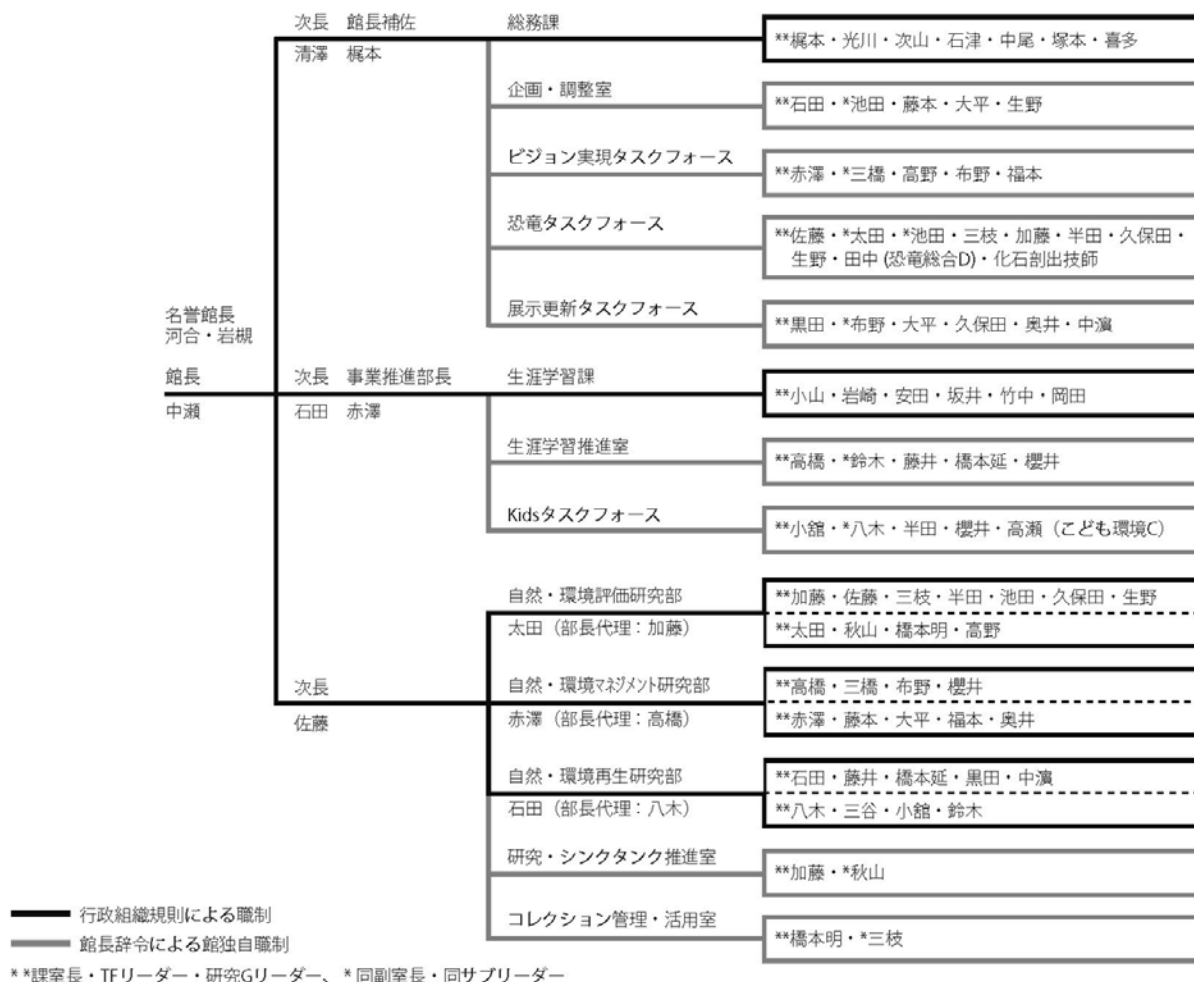 次長 館長補佐 総務課
清澤 梶本
**梶本・光川・次山・石津・中尾・塚本・喜多
企画・調整室
**石田・*池田・藤本・大平・生野
ビジョン実現タスクフォース
**赤澤・*三橋・高野・布野・福本
恐竜タスクフォース
**佐藤・*太田・*池田・三枝・加藤・半田・久保田・
生野・田中 (恐竜総合D)・化石剖出技師
展示更新タスクフォース
**黒田・*布野・大平・久保田・奥井・中濵
名誉館長
河合・岩槻
館長
中瀬
次長 事業推進部長 生涯学習課
石田 赤澤
**小山・岩崎・安田・坂井・竹中・岡田
生涯学習推進室
**高橋・*鈴木・藤井・橋本延・櫻井
Kidsタスクフォース
**小舘・*八木・半田・櫻井・高瀬（こども環境C）
次長
佐藤
自然・環境評価研究部
太田（部長代理：加藤）
**加藤・佐藤・三枝・半田・池田・久保田・生野
**太田・秋山・橋本明・高野
自然・環境マネジメント研究部
赤澤（部長代理：高橋）
**高橋・三橋・布野・櫻井
**赤澤・藤本・大平・福本・奥井
自然・環境再生研究部
石田（部長代理：八木）
**石田・藤井・橋本延・黒田・中濵
**八木・三谷・小舘・鈴木
研究・シンクタンク推進室
**加藤・*秋山
コレクション管理・活用室
**橋本明・*三枝
行政組織規則による職制
館長辞令による館独自職制
* *課室長・TFリーダー・研究Gリーダー、 * 同副室長・同サブリーダー